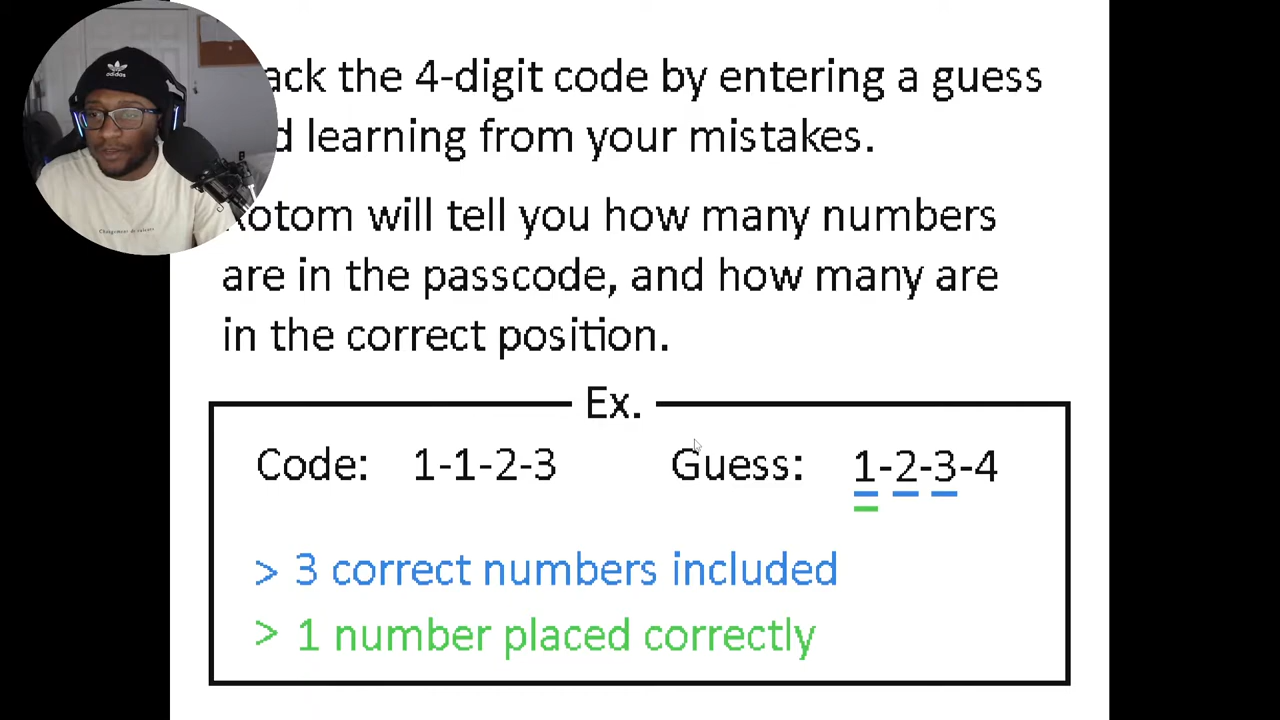 ack the 4-digit code by entering a guess
d learning from your mistakes.
Rotom will tell you how many numbers
are in the passcode, and how many are
in the correct position.
Ex.
Code: 1-1-2-3 Guess: 1-2-3-4
> 3 correct numbers included
> 1 number placed correctly
adidas